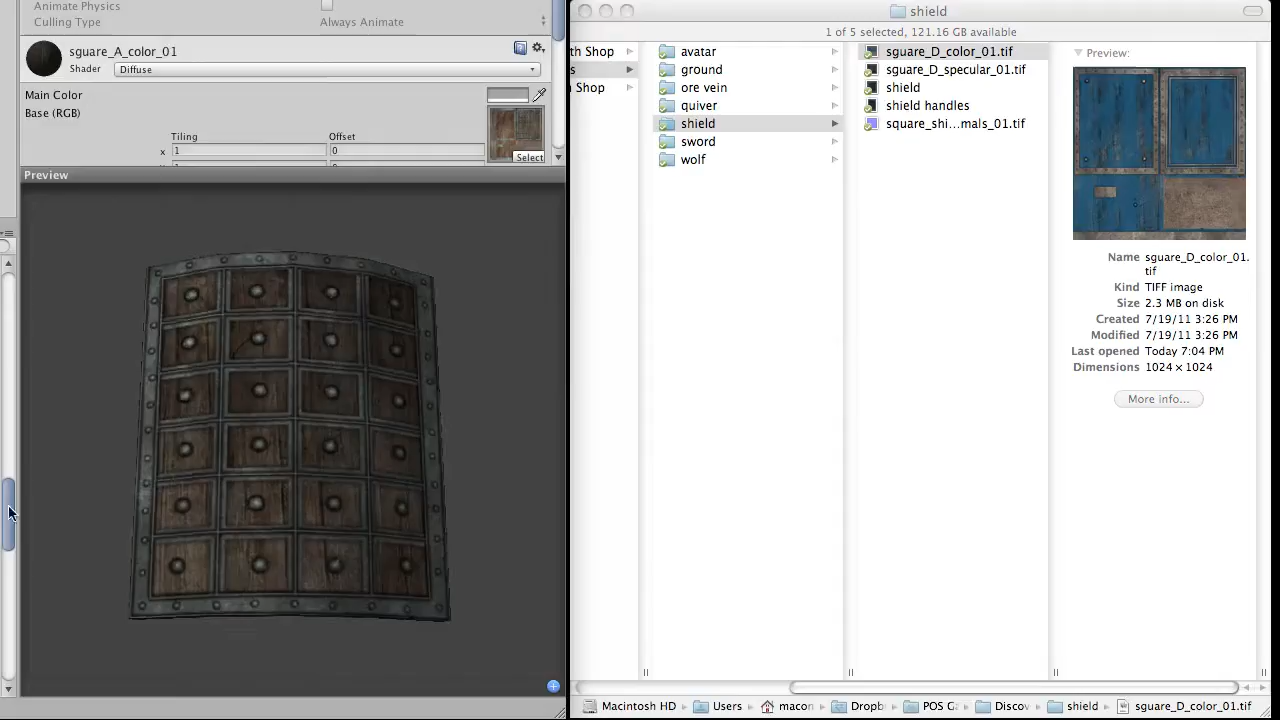 Animate Physics
Culling Type
Always Animate
sguare_A_color_01
Shader
Diffuse
Main Color
Base (RGB)
Tiling
Offset
x
1
0
Select
Preview
shield
1 of 5 selected, 121.16 GB available
th Shop
s
h Shop
avatar
ground
ore vein
quiver
shield
sword
wolf
sguare_D_color_01.tif
sguare_D_specular_01.tif
shield
shield handles
square_shi...mals_01.tif
Preview:
Name sguare_D_color_01.
tif
Kind TIFF image
Size 2.3 MB on disk
Created 7/19/11 3:26 PM
Modified 7/19/11 3:26 PM
Last opened Today 7:04 PM
Dimensions 1024 × 1024
More info...
Macintosh HD
Users
macon
Dropb
POS G
Disco
shield
sguare_D_color_01.tif